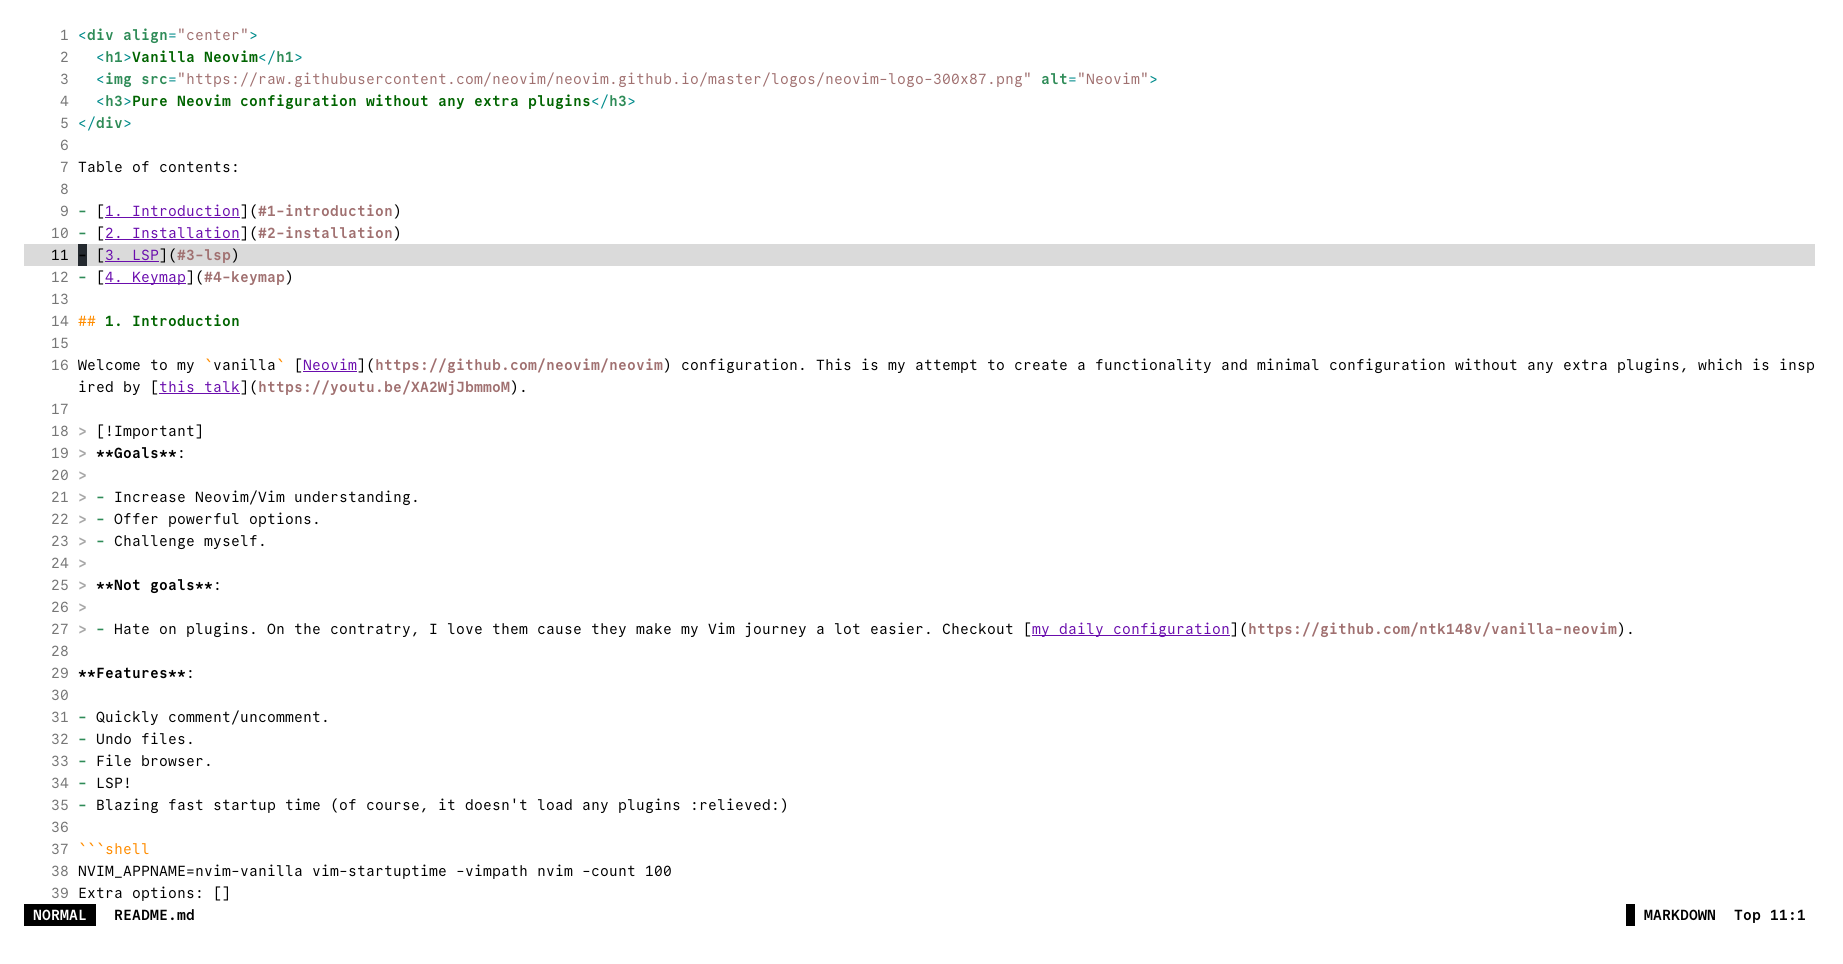 1 <div align="center">
2   <h1>Vanilla Neovim</h1>
3   <img src="https://raw.githubusercontent.com/neovim/neovim.github.io/master/logos/neovim-logo-300x87.png" alt="Neovim">
4   <h3>Pure Neovim configuration without any extra plugins</h3>
5 </div>
6
7 Table of contents:
8
9 - [1. Introduction](#1-introduction)
10 - [2. Installation](#2-installation)
11 - [3. LSP](#3-lsp)
12 - [4. Keymap](#4-keymap)
13
14 ## 1. Introduction
15
16 Welcome to my `vanilla` [Neovim](https://github.com/neovim/neovim) configuration. This is my attempt to create a functionality and minimal configuration without any extra plugins, which is insp
ired by [this talk](https://youtu.be/XA2WjJbmmoM).
17
18 > [!Important]
19 > **Goals**:
20 >
21 > - Increase Neovim/Vim understanding.
22 > - Offer powerful options.
23 > - Challenge myself.
24 >
25 > **Not goals**:
26 >
27 > - Hate on plugins. On the contratry, I love them cause they make my Vim journey a lot easier. Checkout [my daily configuration](https://github.com/ntk148v/vanilla-neovim).
28
29 **Features**:
30
31 - Quickly comment/uncomment.
32 - Undo files.
33 - File browser.
34 - LSP!
35 - Blazing fast startup time (of course, it doesn't load any plugins :relieved:)
36
37 ```shell
38 NVIM_APPNAME=nvim-vanilla vim-startuptime -vimpath nvim -count 100
39 Extra options: []
NORMAL README.md MARKDOWN Top 11:1